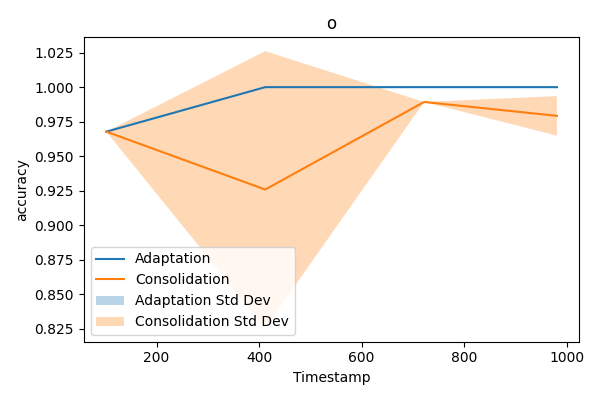 o
1.025
1.000
0.975
0.950
0.925
0.900
0.875
0.850
0.825
accuracy
Adaptation
Consolidation
Adaptation Std Dev
Consolidation Std Dev
200 400 600 800 1000
Timestamp